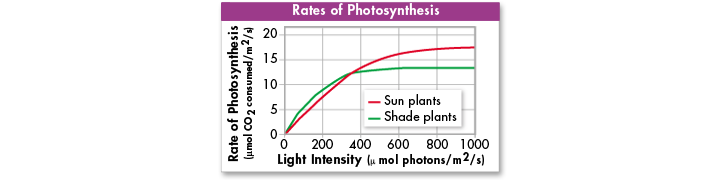 Rates of Photosynthesis
Rate of Photosynthesis
(μmol CO2 consumed/m2/s)
20
15
10
5
0
Sun plants
Shade plants
0 200 400 600 800 1000
Light Intensity (μ mol photons/m2/s)